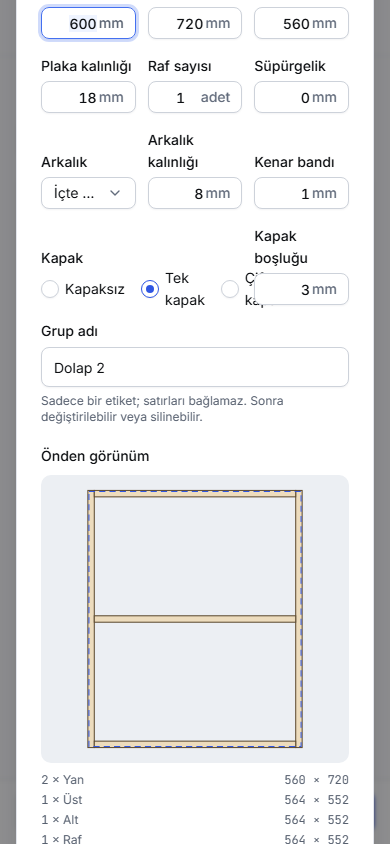 600 mm 720 mm 560 mm
Plaka kalınlığı Raf sayısı Süpürgelik
18 mm 1 adet 0 mm
Arkalık Arkalık kalınlığı Kenar bandı
İçte ... 8 mm 1 mm
Kapak Kapak boşluğu
Kapaksız Tek kapak 3 mm
Grup adı
Dolap 2
Sadece bir etiket; satırları bağlamaz. Sonra
değiştirilebilir veya silinebilir.
Önden görünüm
2 × Yan 560 × 720
1 × Üst 564 × 552
1 × Alt 564 × 552
1 × Raf 564 × 552